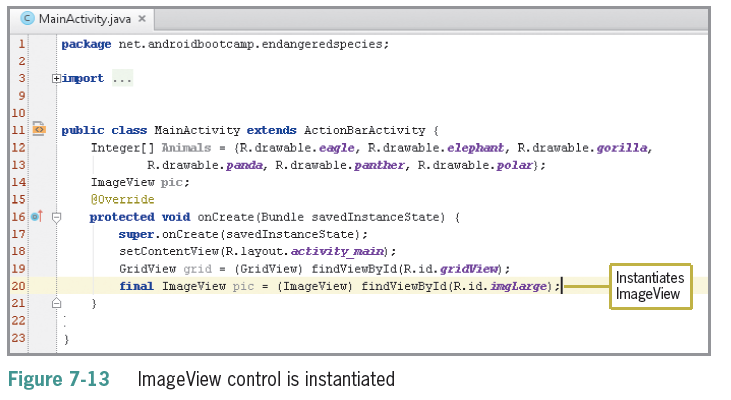 MainActivity.java ×
1 package net.androidbootcamp.endangeredspecies;
2
3 import ...
9
10
11 public class MainActivity extends ActionBarActivity {
12 Integer[] Animals = {R.drawable.eagle, R.drawable.elephant, R.drawable.gorilla,
13 R.drawable.panda, R.drawable.panther, R.drawable.polar};
14 ImageView pic;
15 @Override
16 protected void onCreate(Bundle savedInstanceState) {
17 super.onCreate(savedInstanceState);
18 setContentView(R.layout.activity_main);
19 GridView grid = (GridView) findViewById(R.id.gridView);
20 final ImageView pic = (ImageView) findViewById(R.id.imgLarge);
21 }
22
23 }
Instantiates
ImageView
Figure 7-13 ImageView control is instantiated